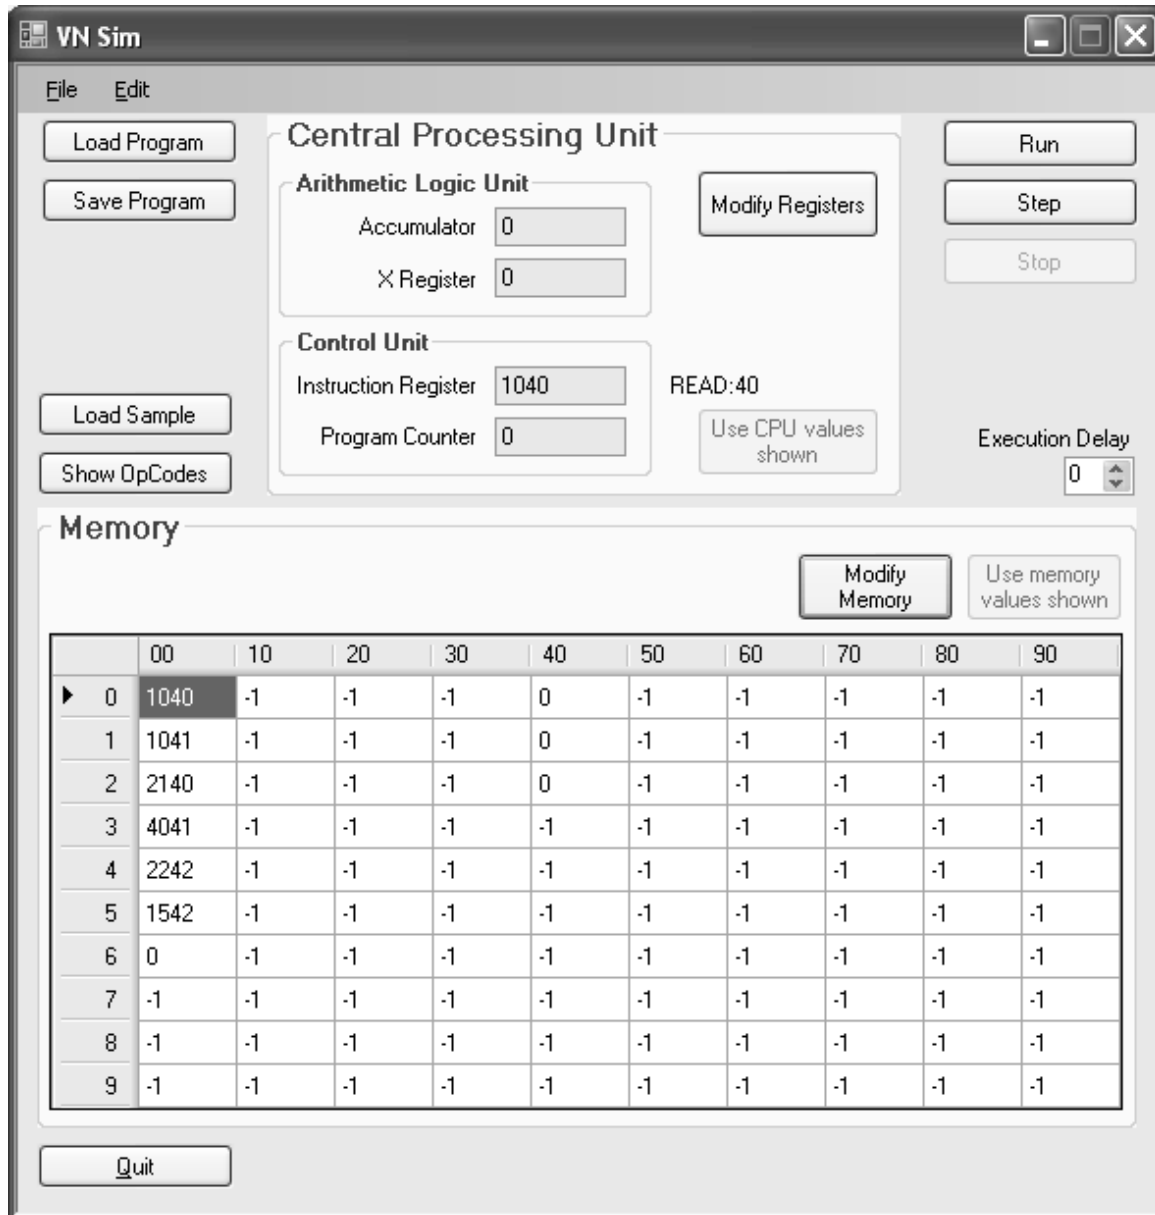 VN Sim
File Edit
Load Program
Save Program
Central Processing Unit
Arithmetic Logic Unit
Accumulator 0
X Register 0
Modify Registers
Run
Step
Stop
Control Unit
Instruction Register 1040 READ:40
Program Counter 0
Use CPU values
shown
Load Sample
Show OpCodes
Execution Delay
0
Memory
Modify
Memory
Use memory
values shown
00 10 20 30 40 50 60 70 80 90
0 1040 -1 -1 -1 0 -1 -1 -1 -1 -1
1 1041 -1 -1 -1 0 -1 -1 -1 -1 -1
2 2140 -1 -1 -1 0 -1 -1 -1 -1 -1
3 4041 -1 -1 -1 -1 -1 -1 -1 -1 -1
4 2242 -1 -1 -1 -1 -1 -1 -1 -1 -1
5 1542 -1 -1 -1 -1 -1 -1 -1 -1 -1
6 0 -1 -1 -1 -1 -1 -1 -1 -1 -1
7 -1 -1 -1 -1 -1 -1 -1 -1 -1 -1
8 -1 -1 -1 -1 -1 -1 -1 -1 -1 -1
9 -1 -1 -1 -1 -1 -1 -1 -1 -1 -1
Quit